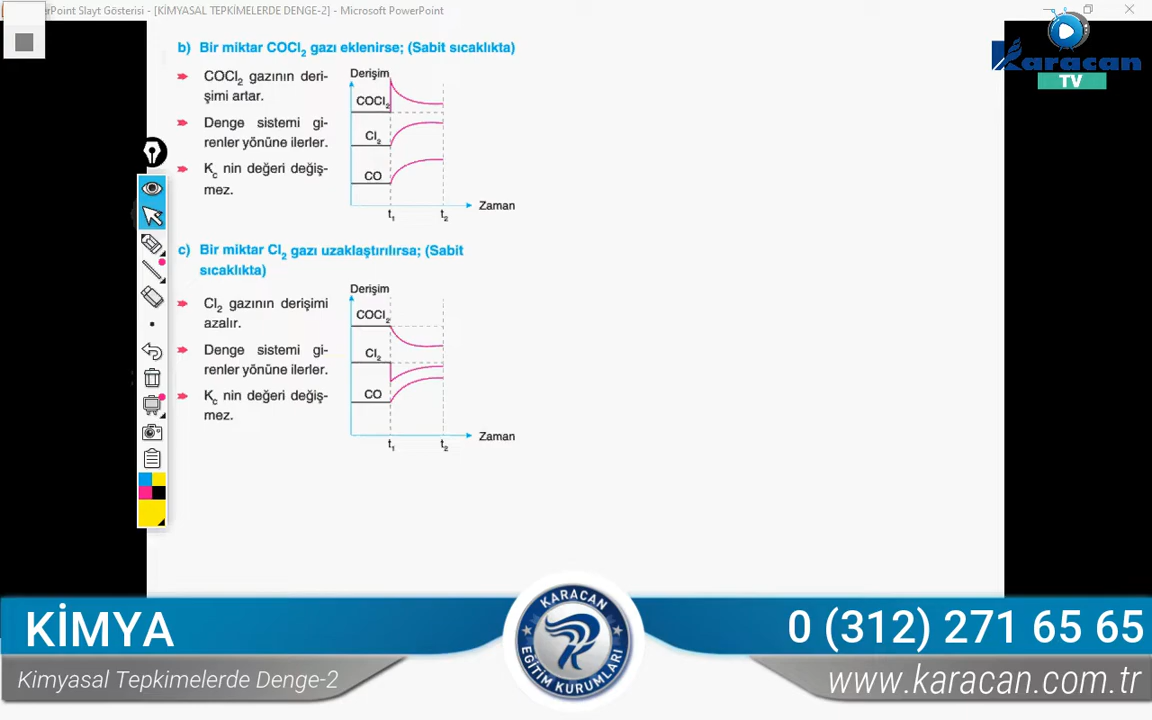 PowerPoint Slayt Gösterisi - [KİMYASAL TEPKİMELERDE DENGE-2] - Microsoft PowerPoint
Karacan
TV
b) Bir miktar COCl₂ gazı eklenirse; (Sabit sıcaklıkta)
COCl₂ gazının deri-
şimi artar.
Denge sistemi gi-
renler yönüne ilerler.
K꜀ nin değeri değiş-
mez.
Derişim
COCl₂
Cl₂
CO
Zaman
t₁ t₂
c) Bir miktar Cl₂ gazı uzaklaştırılırsa; (Sabit
sıcaklıkta)
Cl₂ gazının derişimi
azalır.
Denge sistemi gi-
renler yönüne ilerler.
K꜀ nin değeri değiş-
mez.
Derişim
COCl₂
Cl₂
CO
Zaman
t₁ t₂
KİMYA
Kimyasal Tepkimelerde Denge-2
KARACAN
EĞİTİM KURUMLARI
0 (312) 271 65 65
www.karacan.com.tr